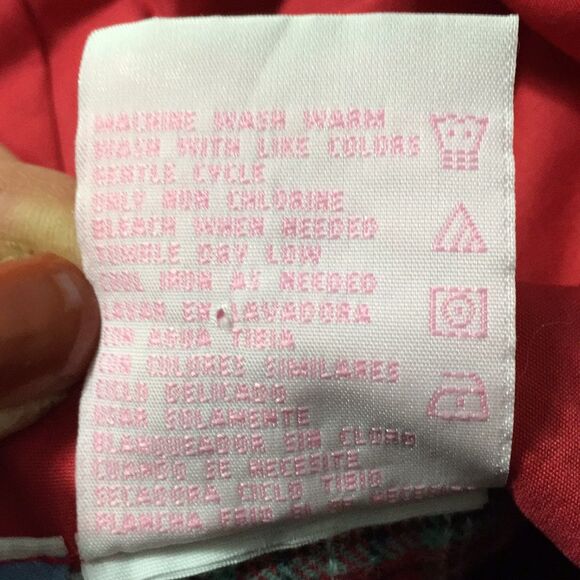 MACHINE WASH WARM
WASH WITH LIKE COLORS
GENTLE CYCLE
ONLY NON CHLORINE
BLEACH WHEN NEEDED
TUMBLE DRY LOW
COOL IRON AS NEEDED
LAVAR EN LAVADORA
CON AGUA TIBIA
CON COLORES SIMILARES
CICLO DELICADO
USAR SOLAMENTE
BLANQUEADOR SIN CLORO
CUANDO SE NECESITE
SECADORA CICLO TIBIO
PLANCHA FRIO SI